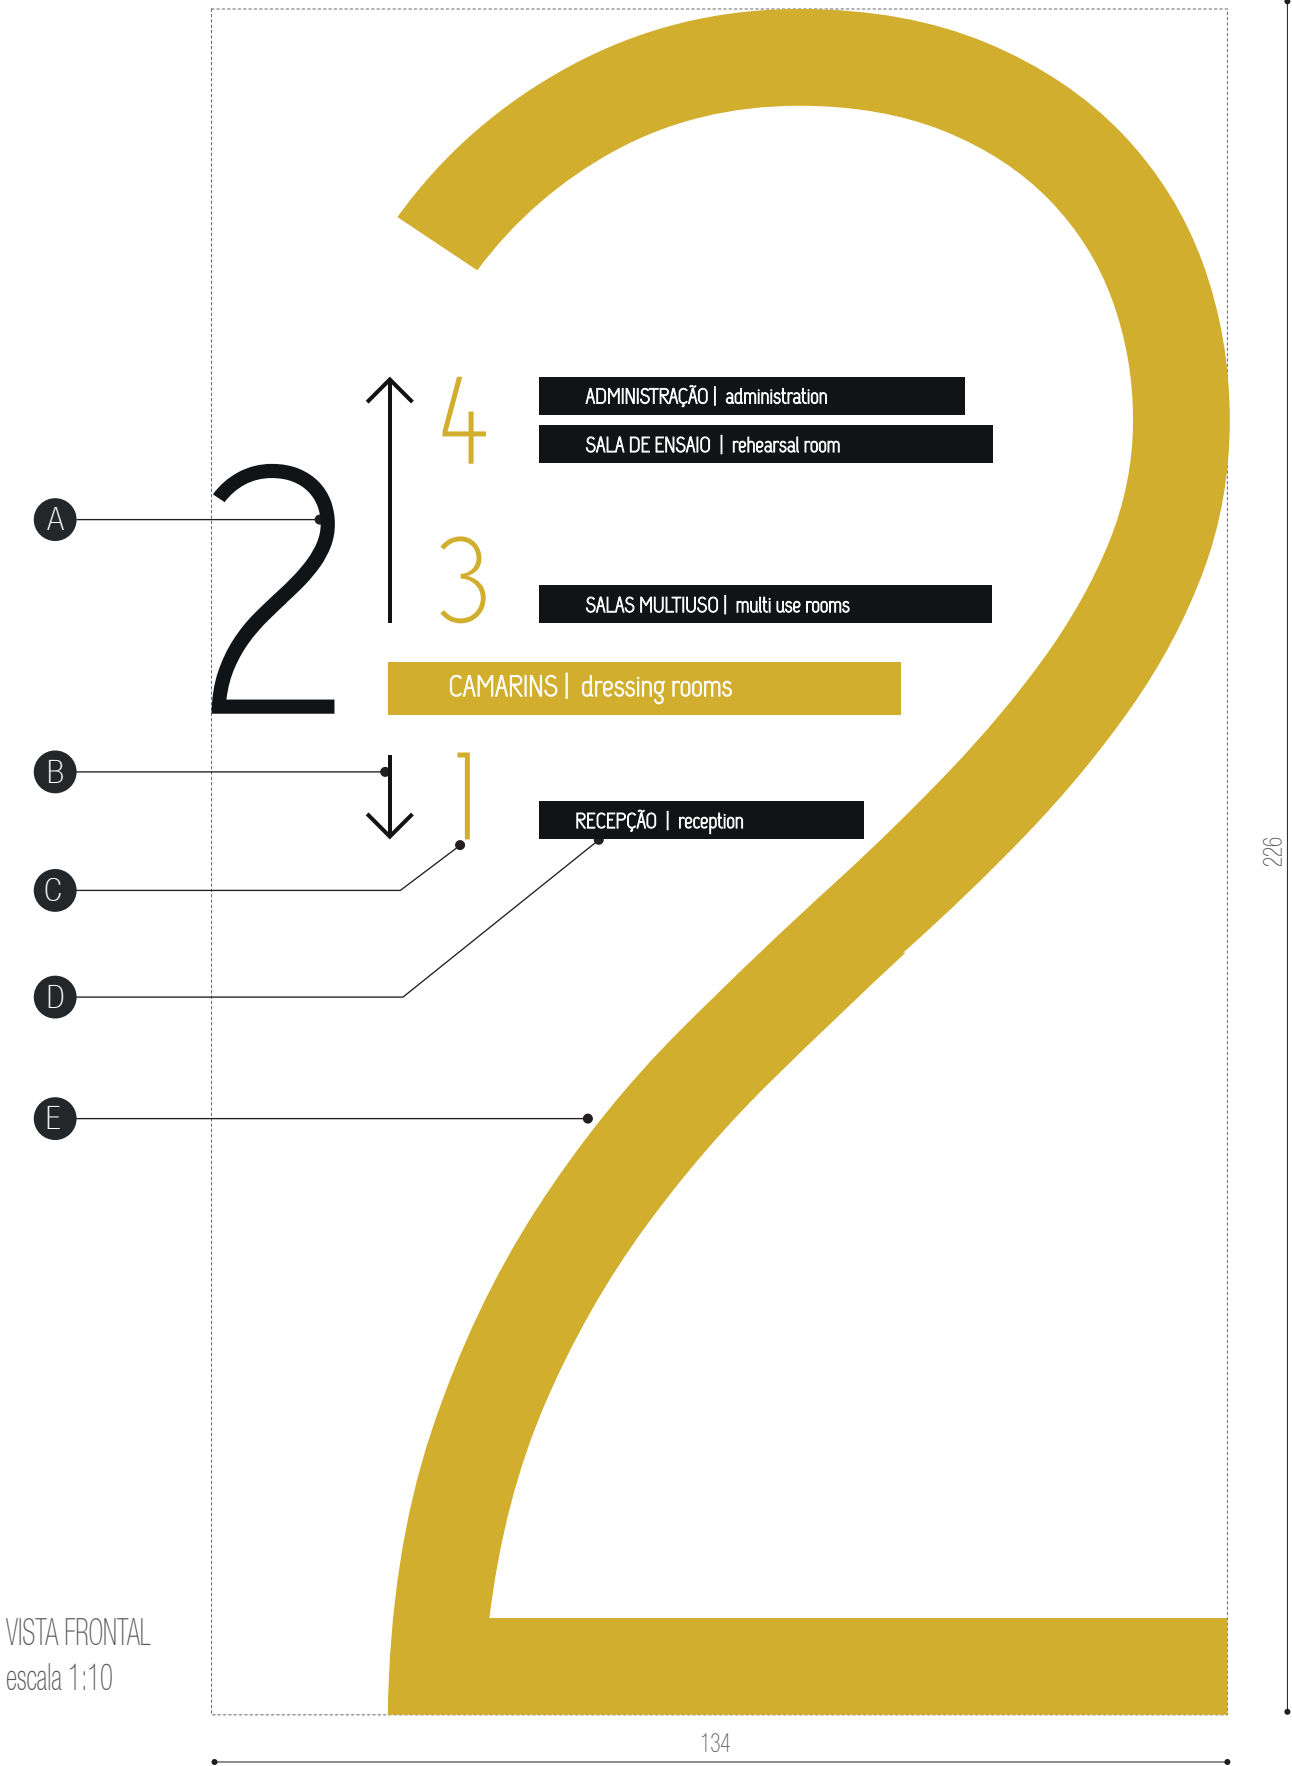 2
4
ADMINISTRAÇÃO | administration
SALA DE ENSAIO | rehearsal room
A
2
3
SALAS MULTIUSO | multi use rooms
CAMARINS | dressing rooms
B
1
RECEPÇÃO | reception
C
D
E
226
VISTA FRONTAL
escala 1:10
134